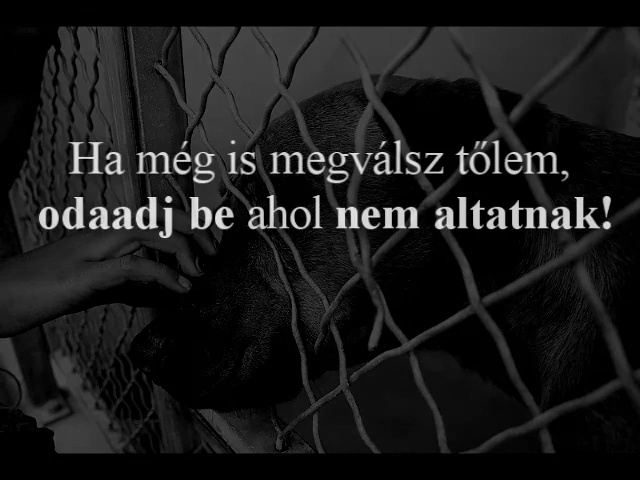 Ha még is megválsz tőlem,
odaadj be ahol nem altatnak!